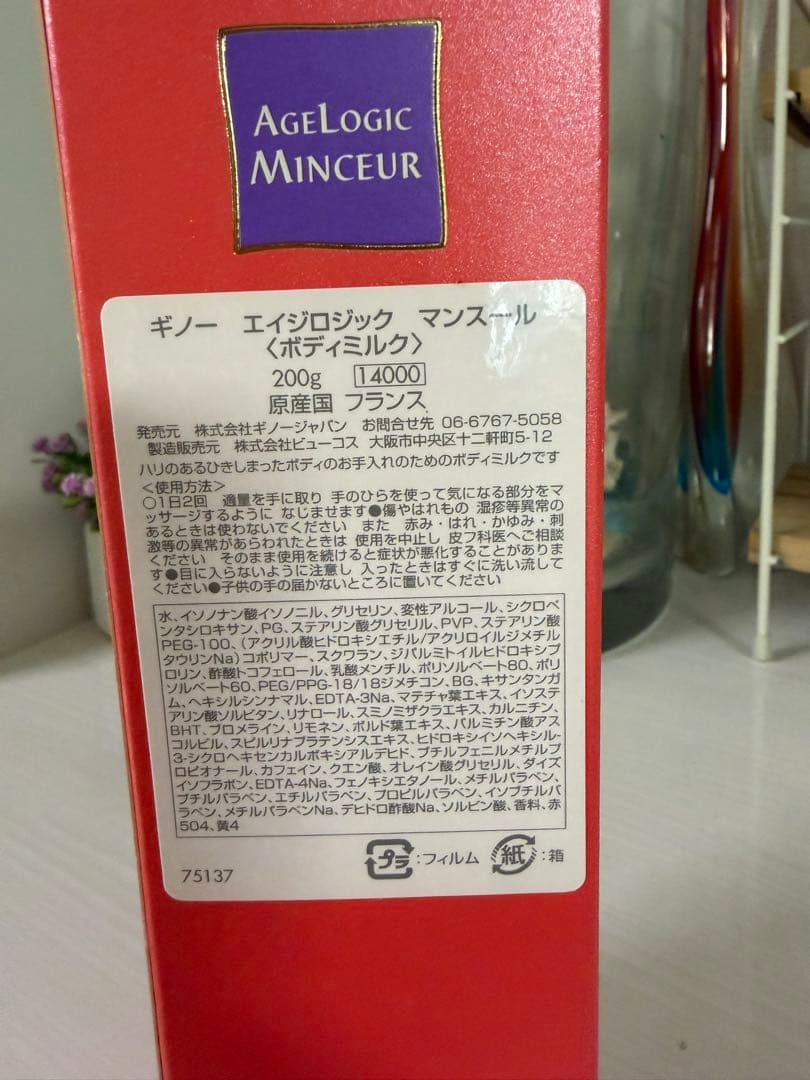 AGELOGIC
MINCEUR
ギノー エイジロジック マンスール
〈ボディミルク〉
200g 14000
原産国 フランス
発売元 株式会社ギノージャパン お問合せ先 06-6767-5058
製造販売元 株式会社ビューコス 大阪市中央区十二軒町5-12
ハリのあるひきしまったボディのお手入れのためのボディミルクです
<使用方法>
○1日2回 適量を手に取り 手のひらを使って気になる部分をマ
ッサージするように なじませます●傷やはれもの 湿疹等異常の
あるときは使わないでください また 赤み・はれ・かゆみ・刺
激等の異常があらわれたときは 使用を中止し 皮フ科医へご相談
ください そのまま使用を続けると症状が悪化することがありま
す●目に入らないように注意し 入ったときはすぐに洗い流して
ください●子供の手の届かないところに置いてください
水、イソノナン酸イソノニル、グリセリン、変性アルコール、シクロペ
ンタシロキサン、PG、ステアリン酸グリセリル、PVP、ステアリン酸
PEG-100、(アクリル酸ヒドロキシエチル/アクリロイルジメチル
タウリンNa)コポリマー、スクワラン、ジパルミトイルヒドロキシプ
ロリン、酢酸トコフェロール、乳酸メンチル、ポリソルベート80、ポリ
ソルベート60、PEG/PPG-18/18ジメチコン、BG、キサンタンガ
ム、ヘキシルシンナマル、EDTA-3Na、マテチャ葉エキス、イソステ
アリン酸ソルビタン、リナロール、スミノミザクラエキス、カルニチン、
BHT、ブロメライン、リモネン、ボルド葉エキス、パルミチン酸アス
コルビル、スピルリナプラテンシスエキス、ヒドロキシイソヘキシル-
3-シクロヘキセンカルボキシアルデヒド、ブチルフェニルメチルプ
ロピオナール、カフェイン、クエン酸、オレイン酸グリセリル、ダイズ
イソフラボン、EDTA-4Na、フェノキシエタノール、メチルパラベン、
ブチルパラベン、エチルパラベン、プロピルパラベン、イソブチルパ
ラベン、メチルパラベンNa、デヒドロ酢酸Na、ソルビン酸、香料、赤
504、黄4
プラ:フィルム 紙:箱
75137